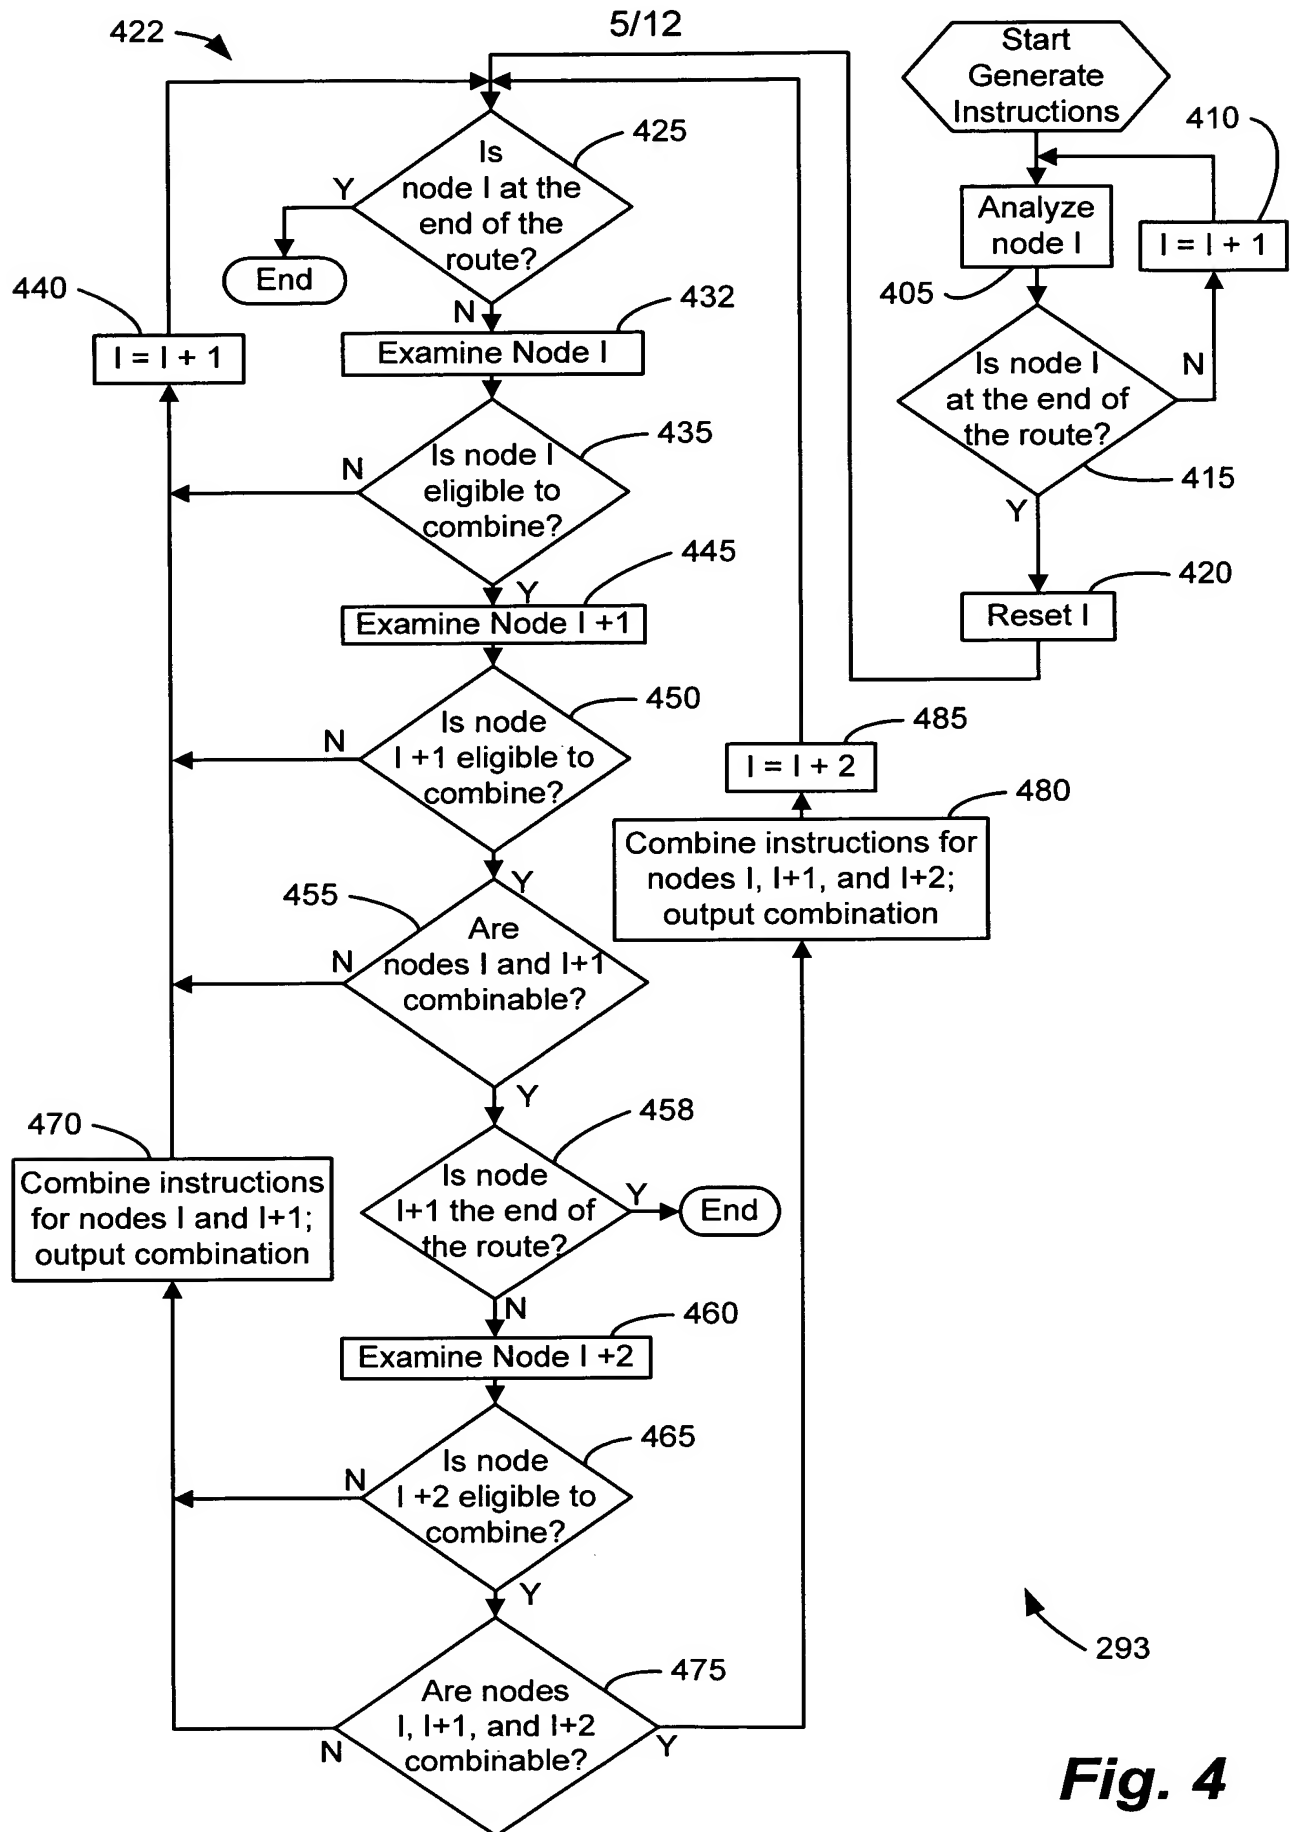 5/12
422
Start
Generate
Instructions
410
Analyze
node I
I = I + 1
405
Is node I
at the end of
the route?
N
415
Y
420
Reset I
425
Is
node I at the
end of the
route?
Y
End
N
432
Examine Node I
440
I = I + 1
435
Is node I
eligible to
combine?
N
Y
445
Examine Node I +1
450
Is node
I +1 eligible to
combine?
N
Y
455
Are
nodes I and I+1
combinable?
N
Y
458
Is node
I+1 the end of
the route?
Y
End
N
460
Examine Node I +2
465
Is node
I +2 eligible to
combine?
N
Y
470
Combine instructions
for nodes I and I+1;
output combination
475
Are nodes
I, I+1, and I+2
combinable?
N
Y
480
Combine instructions for
nodes I, I+1, and I+2;
output combination
485
I = I + 2
293
Fig. 4